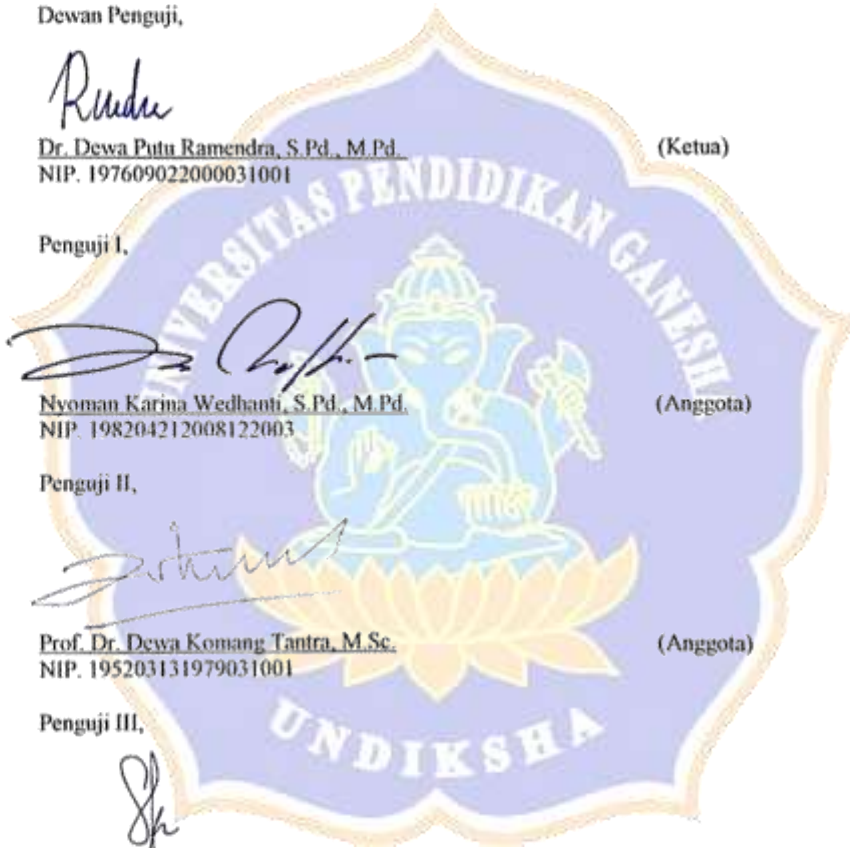 Dewan Penguji,
Dr. Dewa Putu Ramendra, S.Pd., M.Pd. (Ketua)
NIP. 197609022000031001
UNIVERSITAS PENDIDIKAN GANESHA
Penguji I,
Nyoman Karina Wedhanti, S.Pd., M.Pd. (Anggota)
NIP. 198204212008122003
Penguji II,
Prof. Dr. Dewa Komang Tantra, M.Sc. (Anggota)
NIP. 195203131979031001
Penguji III,
UNDIKSHA